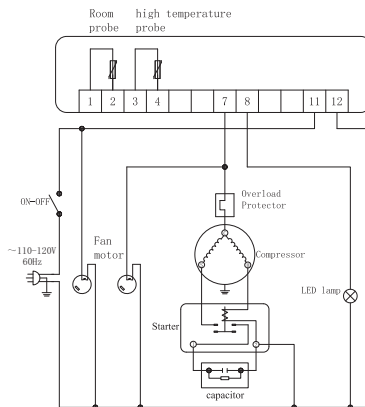 Room high temperature
probe probe
1 2 3 4 7 8 11 12
ON-OFF
Overload
Protector
~110-120V
60Hz
Fan
motor
Compressor
LED lamp
Starter
capacitor